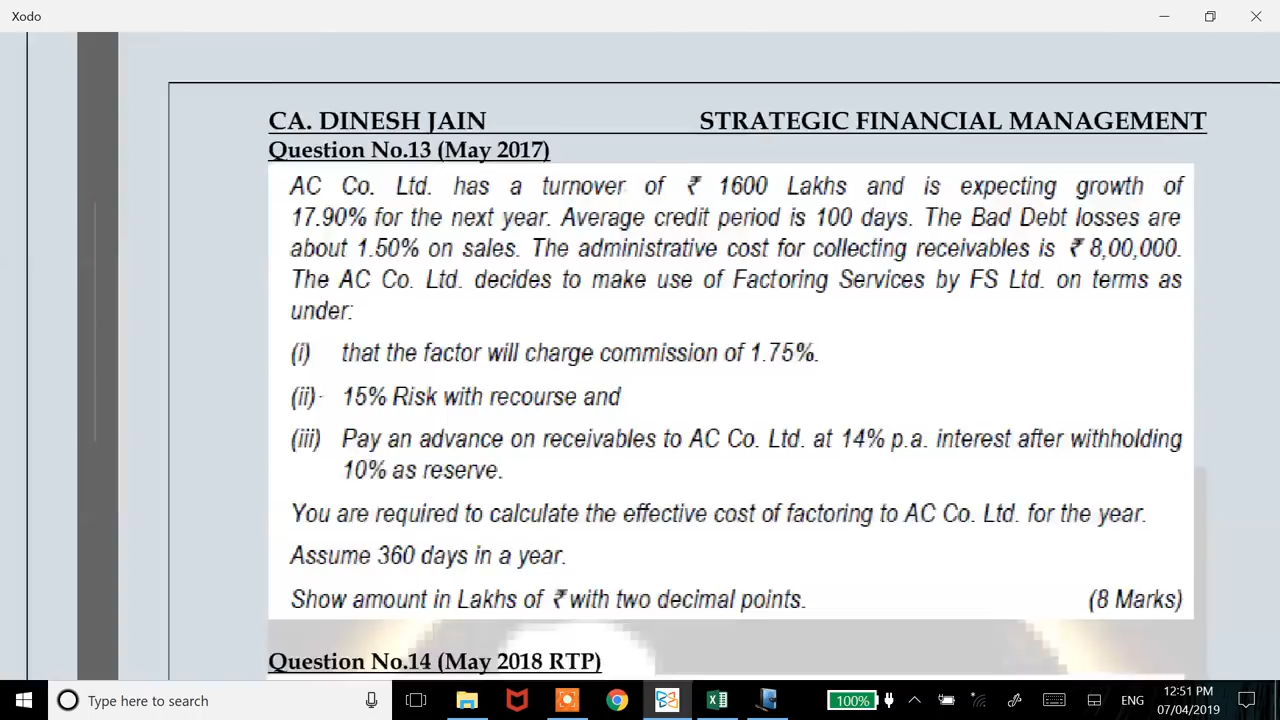 Xodo
CA. DINESH JAIN STRATEGIC FINANCIAL MANAGEMENT
Question No.13 (May 2017)
AC Co. Ltd. has a turnover of ₹ 1600 Lakhs and is expecting growth of
17.90% for the next year. Average credit period is 100 days. The Bad Debt losses are
about 1.50% on sales. The administrative cost for collecting receivables is ₹ 8,00,000.
The AC Co. Ltd. decides to make use of Factoring Services by FS Ltd. on terms as
under:
(i) that the factor will charge commission of 1.75%.
(ii) 15% Risk with recourse and
(iii) Pay an advance on receivables to AC Co. Ltd. at 14% p.a. interest after withholding
10% as reserve.
You are required to calculate the effective cost of factoring to AC Co. Ltd. for the year.
Assume 360 days in a year.
Show amount in Lakhs of ₹ with two decimal points. (8 Marks)
Question No.14 (May 2018 RTP)
Type here to search 100% ENG 12:51 PM
07/04/2019